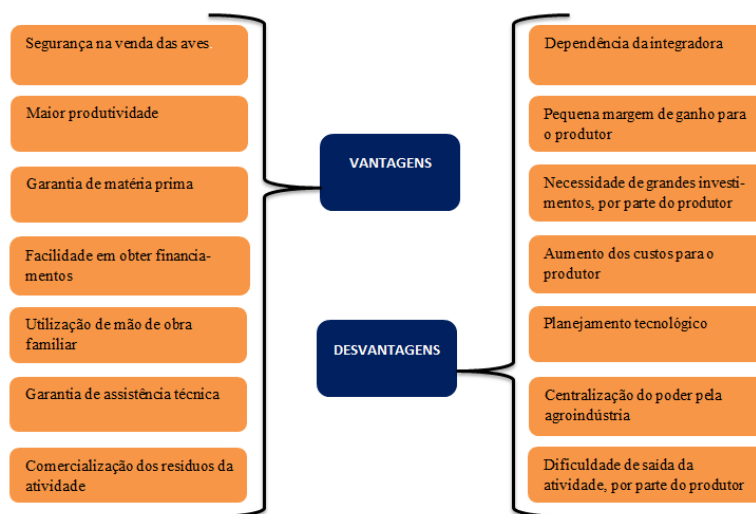 Segurança na venda das aves.
Maior produtividade
Garantia de matéria prima
Facilidade em obter financia-
mentos
Utilização de mão de obra
familiar
Garantia de assistência técnica
Comercialização dos resíduos da
atividade
VANTAGENS
DESVANTAGENS
Dependência da integradora
Pequena margem de ganho para
o produtor
Necessidade de grandes investi-
mentos, por parte do produtor
Aumento dos custos para o
produtor
Planejamento tecnológico
Centralização do poder pela
agroindústria
Dificuldade de saída da
atividade, por parte do produtor